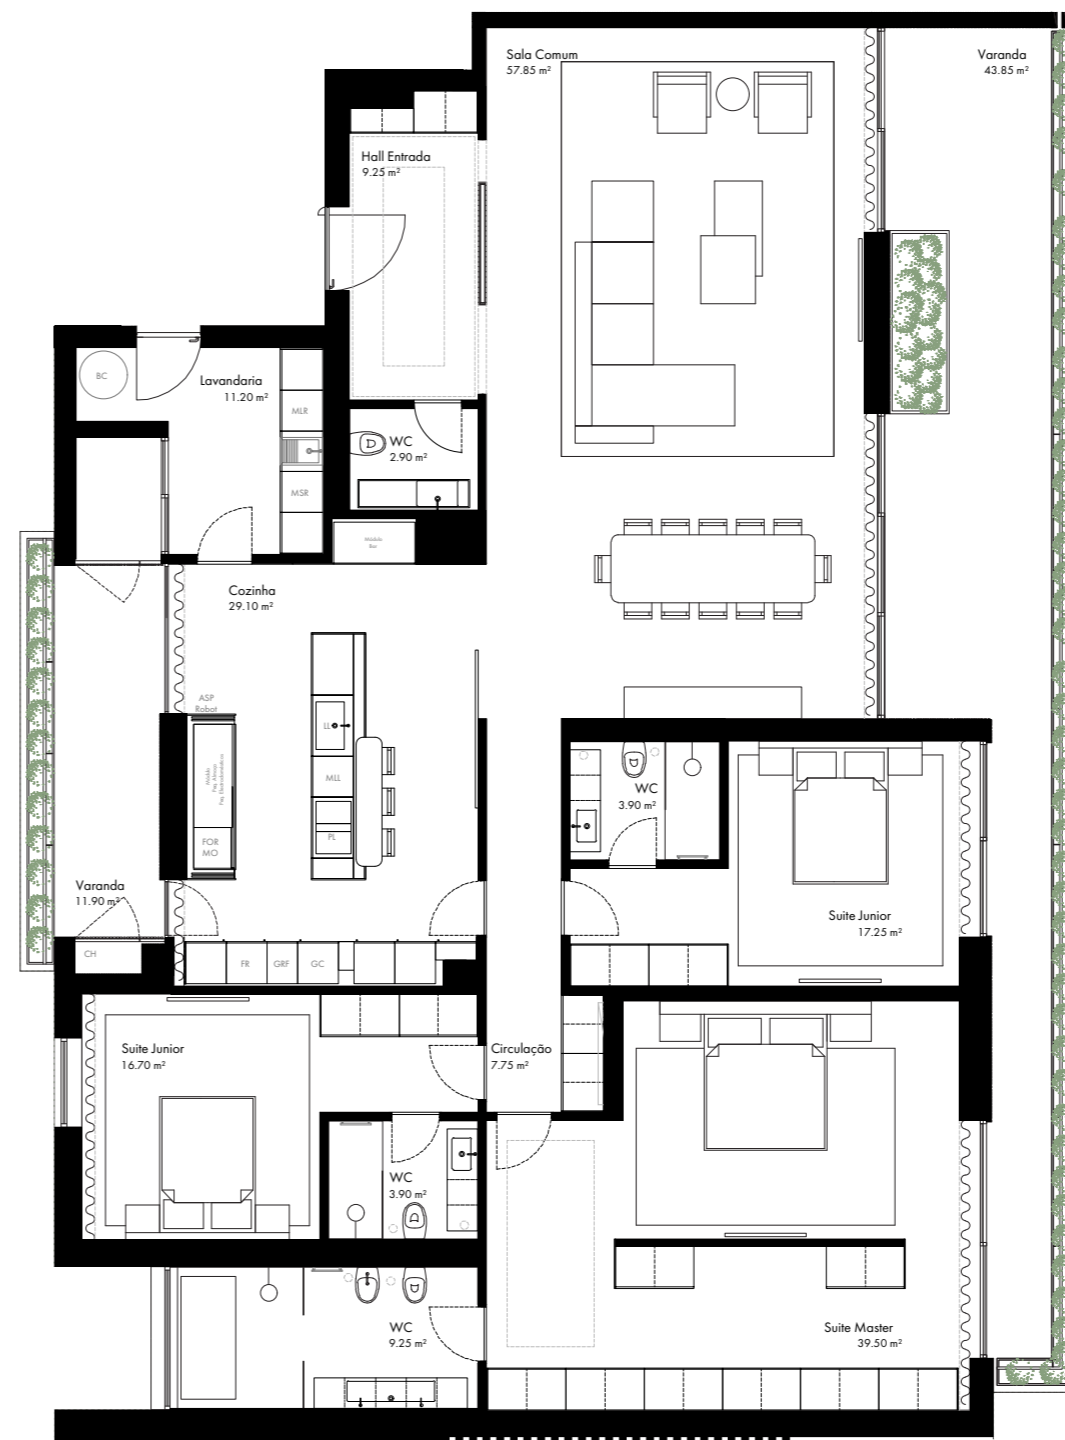 Sala Comum
57.85 m²
Varanda
43.85 m²
Hall Entrada
9.25 m²
BC
Lavandaria
11.20 m²
MLR
WC
2.90 m²
MSR
Módulo
Bar
Cozinha
29.10 m²
ASP
Robot
LL
MLL
PL
FOR
MO
WC
3.90 m²
Varanda
11.90 m²
Suite Junior
17.25 m²
CH
FR
GRF
GC
Suite Junior
16.70 m²
Circulação
7.75 m²
WC
3.90 m²
WC
9.25 m²
Suite Master
39.50 m²